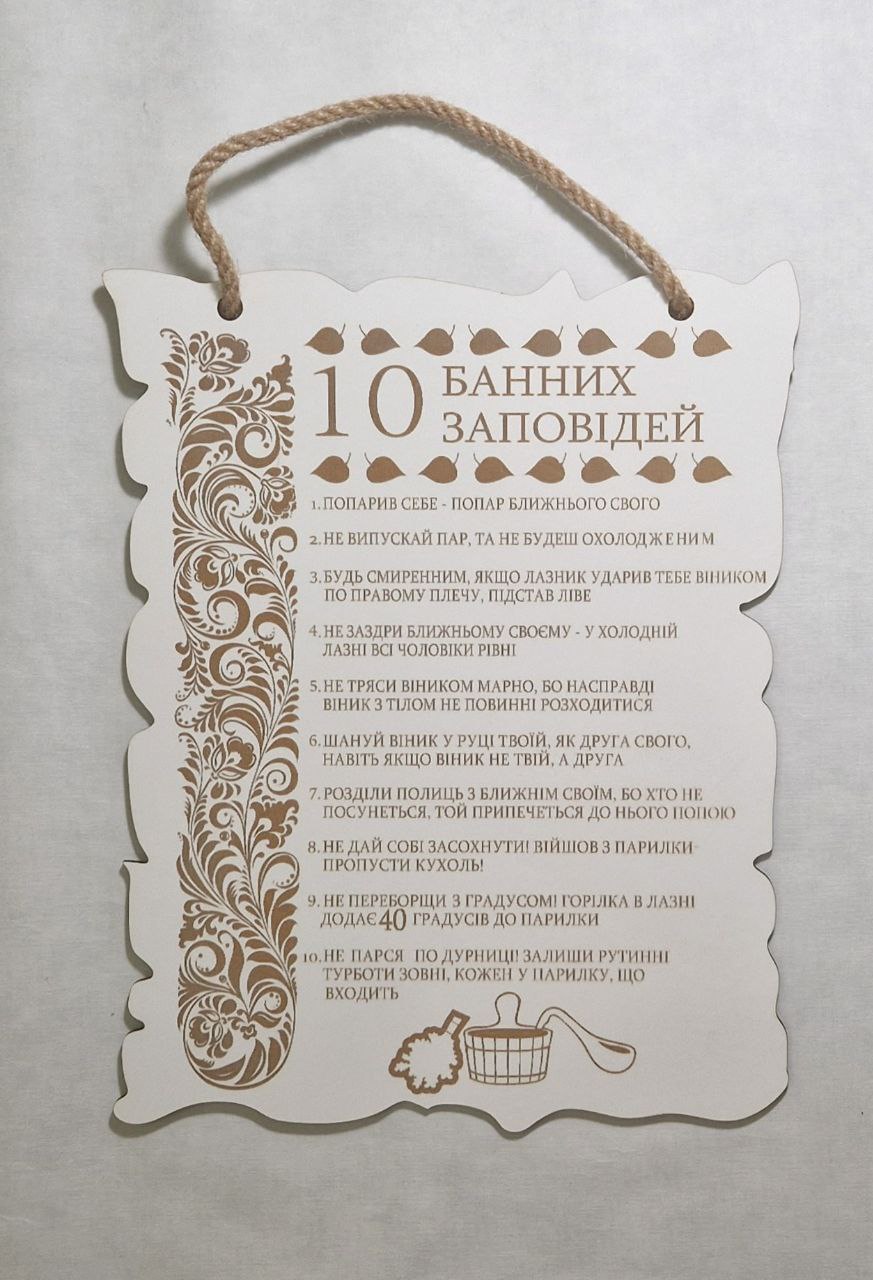 10 БАННИХ
ЗАПОВІДЕЙ
1. ПОПАРИВ СЕБЕ - ПОПАР БЛИЖНЬОГО СВОГО
2. НЕ ВИПУСКАЙ ПАР, ТА НЕ БУДЕШ ОХОЛОДЖЕНИМ
3. БУДЬ СМИРЕННИМ, ЯКЩО ЛАЗНИК УДАРИВ ТЕБЕ ВІНИКОМ
ПО ПРАВОМУ ПЛЕЧУ, ПІДСТАВ ЛІВЕ
4. НЕ ЗАЗДРИ БЛИЖНЬОМУ СВОЄМУ - У ХОЛОДНІЙ
ЛАЗНІ ВСІ ЧОЛОВІКИ РІВНІ
5. НЕ ТРЯСИ ВІНИКОМ МАРНО, БО НАСПРАВДІ
ВІНИК З ТІЛОМ НЕ ПОВИННІ РОЗХОДИТИСЯ
6. ШАНУЙ ВІНИК У РУЦІ ТВОЇЙ, ЯК ДРУГА СВОГО,
НАВІТЬ ЯКЩО ВІНИК НЕ ТВІЙ, А ДРУГА
7. РОЗДІЛИ ПОЛИЦЬ З БЛИЖНІМ СВОЇМ, БО ХТО НЕ
ПОСУНЕТЬСЯ, ТОЙ ПРИПЕЧЕТЬСЯ ДО НЬОГО ПОПОЮ
8. НЕ ДАЙ СОБІ ЗАСОХНУТИ! ВІЙШОВ З ПАРИЛКИ-
ПРОПУСТИ КУХОЛЬ!
9. НЕ ПЕРЕБОРЩИ З ГРАДУСОМ! ГОРІЛКА В ЛАЗНІ
ДОДАЄ 40 ГРАДУСІВ ДО ПАРИЛКИ
10. НЕ ПАРСЯ ПО ДУРНИЦІ! ЗАЛИШИ РУТИННІ
ТУРБОТИ ЗОВНІ, КОЖЕН У ПАРИЛКУ, ЩО
ВХОДИТЬ